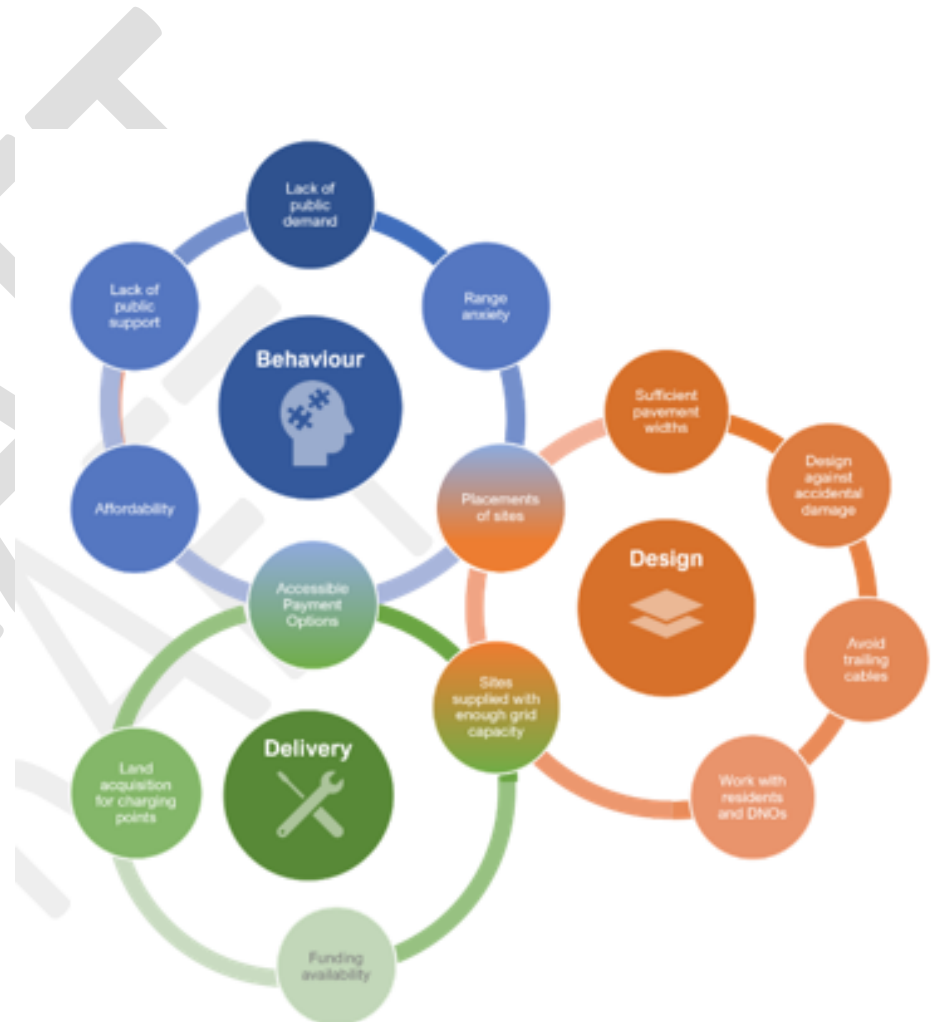 Lack of
public
demand
Lack of
public
support
Range
anxiety
Behaviour
Affordability
Placements
of sites
Accessible
Payment
Options
Sufficient
pavement
widths
Design
against
accidental
damage
Design
Avoid
trailing
cables
Work with
residents
and DNOs
Sites
supplied with
enough grid
capacity
Delivery
Land
acquisition
for charging
points
Funding
availability
DRAFT